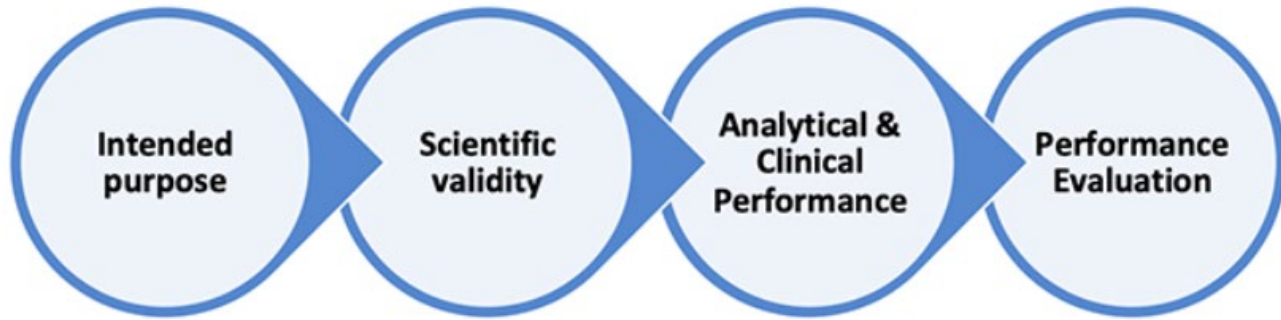 Intended
purpose
Scientific
validity
Analytical &
Clinical
Performance
Performance
Evaluation